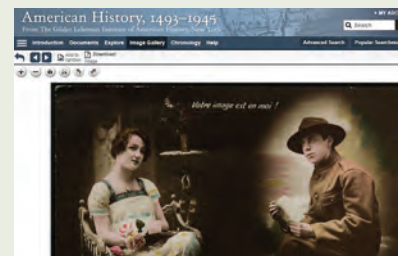 American History, 1493–1945
From The Gilder Lehrman Institute of American History, New York
Search
Introduction Documents Explore Image Gallery Chronology Help
Advanced Search Popular Searches
Download
Votre image est en moi !